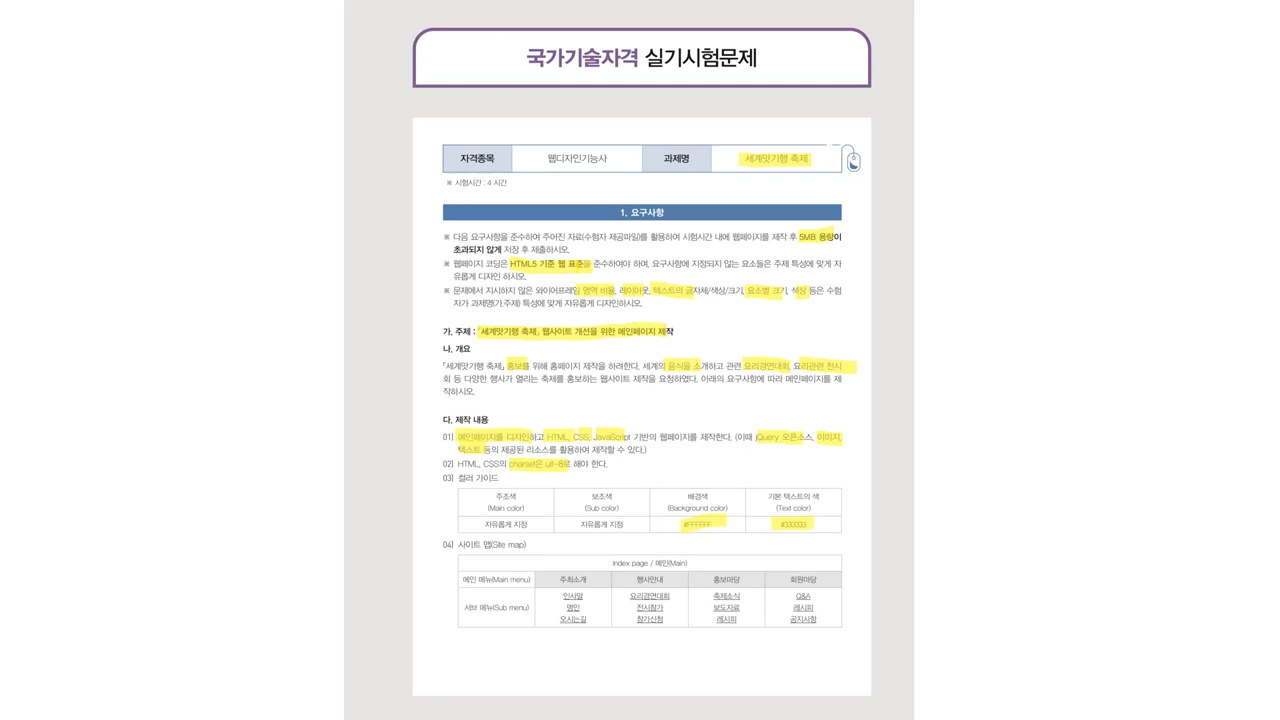 국가기술자격 실기시험문제
자격종목 웹디자인기능사 과제명 세계맛기행 축제
※ 시험시간 : 4 시간
1. 요구사항
※ 다음 요구사항을 준수하여 주어진 자료(수험자 제공파일)를 활용하여 시험시간 내에 웹페이지를 제작 후 5MB 용량이
초과되지 않게 저장 후 제출하시오.
※ 웹페이지 코딩은 HTML5 기준 웹 표준을 준수하여야 하며, 요구사항에 지정되지 않는 요소들은 주제 특성에 맞게 자
유롭게 디자인 하시오.
※ 문제에서 지시하지 않은 와이어프레임 영역 비율, 레이아웃, 텍스트의 글자체/색상/크기, 요소별 크기, 색상 등은 수험
자가 과제명(가.주제) 특성에 맞게 자유롭게 디자인하시오.
가. 주제 : 「세계맛기행 축제」 웹사이트 개선을 위한 메인페이지 제작
나. 개요
「세계맛기행 축제」 홍보를 위해 홈페이지 제작을 하려한다. 세계의 음식을 소개하고 관련 요리경연대회, 요리관련 전시
회 등 다양한 행사가 열리는 축제를 홍보하는 웹사이트 제작을 요청하였다. 아래의 요구사항에 따라 메인페이지를 제
작하시오.
다. 제작 내용
01) 메인페이지를 디자인하고 HTML, CSS, JavaScript 기반의 웹페이지를 제작한다. (이때 jQuery 오픈소스, 이미지,
텍스트 등의 제공된 리소스를 활용하여 제작할 수 있다.)
02) HTML, CSS의 charset은 utf-8로 해야 한다.
03) 컬러 가이드
주조색 보조색 배경색 기본 텍스트의 색
(Main color) (Sub color) (Background color) (Text color)
자유롭게 지정 자유롭게 지정 #FFFFFF #333333
04) 사이트 맵(Site map)
Index page / 메인(Main)
메인 메뉴(Main menu) 주최소개 행사안내 홍보마당 회원마당
서브 메뉴(Sub menu) 인사말 요리경연대회 축제소식 Q&A
명인 전시참가 보도자료 레시피
오시는길 참가신청 레시피 공지사항